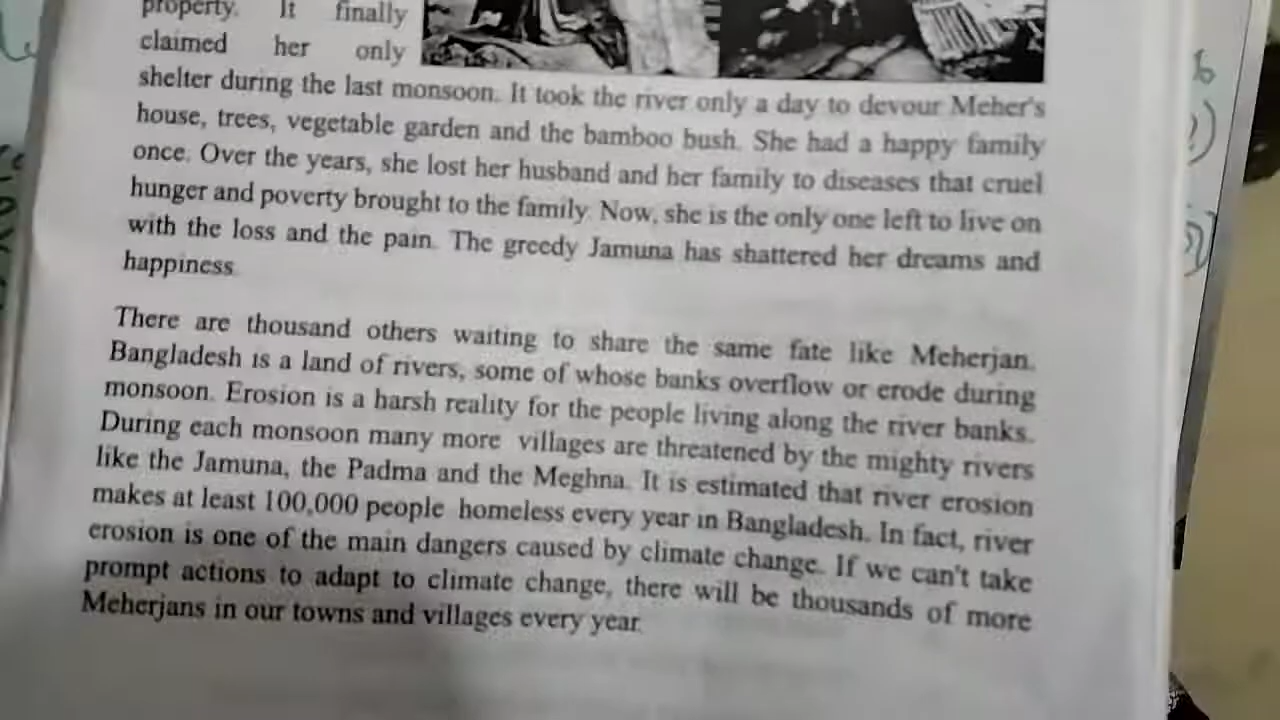 property. It finally
claimed her only
shelter during the last monsoon. It took the river only a day to devour Meher's
house, trees, vegetable garden and the bamboo bush. She had a happy family
once. Over the years, she lost her husband and her family to diseases that cruel
hunger and poverty brought to the family. Now, she is the only one left to live on
with the loss and the pain. The greedy Jamuna has shattered her dreams and
happiness.
There are thousand others waiting to share the same fate like Meherjan.
Bangladesh is a land of rivers, some of whose banks overflow or erode during
monsoon. Erosion is a harsh reality for the people living along the river banks.
During each monsoon many more villages are threatened by the mighty rivers
like the Jamuna, the Padma and the Meghna. It is estimated that river erosion
makes at least 100,000 people homeless every year in Bangladesh. In fact, river
erosion is one of the main dangers caused by climate change. If we can't take
prompt actions to adapt to climate change, there will be thousands of more
Meherjans in our towns and villages every year.